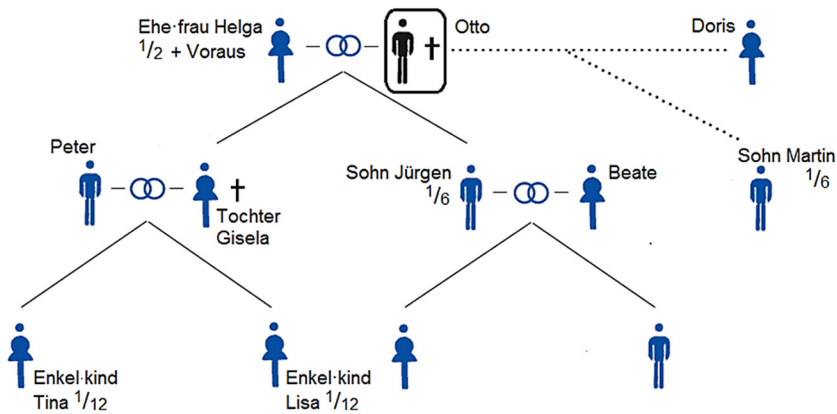 Ehe·frau Helga
1/2 + Voraus
Otto
Doris
Peter
Tochter
Gisela
Sohn Jürgen
1/6
Beate
Sohn Martin
1/6
Enkel·kind
Tina 1/12
Enkel·kind
Lisa 1/12